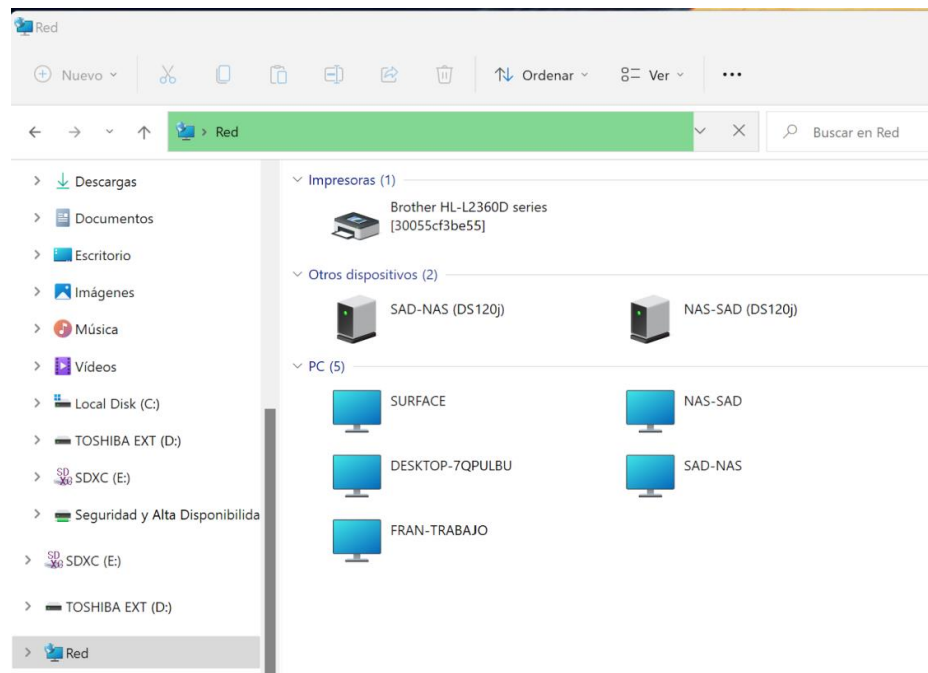 Red
Nuevo
Ordenar
Ver
Red
Buscar en Red
Descargas
Documentos
Escritorio
Imágenes
Música
Vídeos
Local Disk (C:)
TOSHIBA EXT (D:)
SDXC (E:)
Seguridad y Alta Disponibilida
SDXC (E:)
TOSHIBA EXT (D:)
Red
Impresoras (1)
Brother HL-L2360D series
[30055cf3be55]
Otros dispositivos (2)
SAD-NAS (DS120j)
NAS-SAD (DS120j)
PC (5)
SURFACE
NAS-SAD
DESKTOP-7QPULBU
SAD-NAS
FRAN-TRABAJO